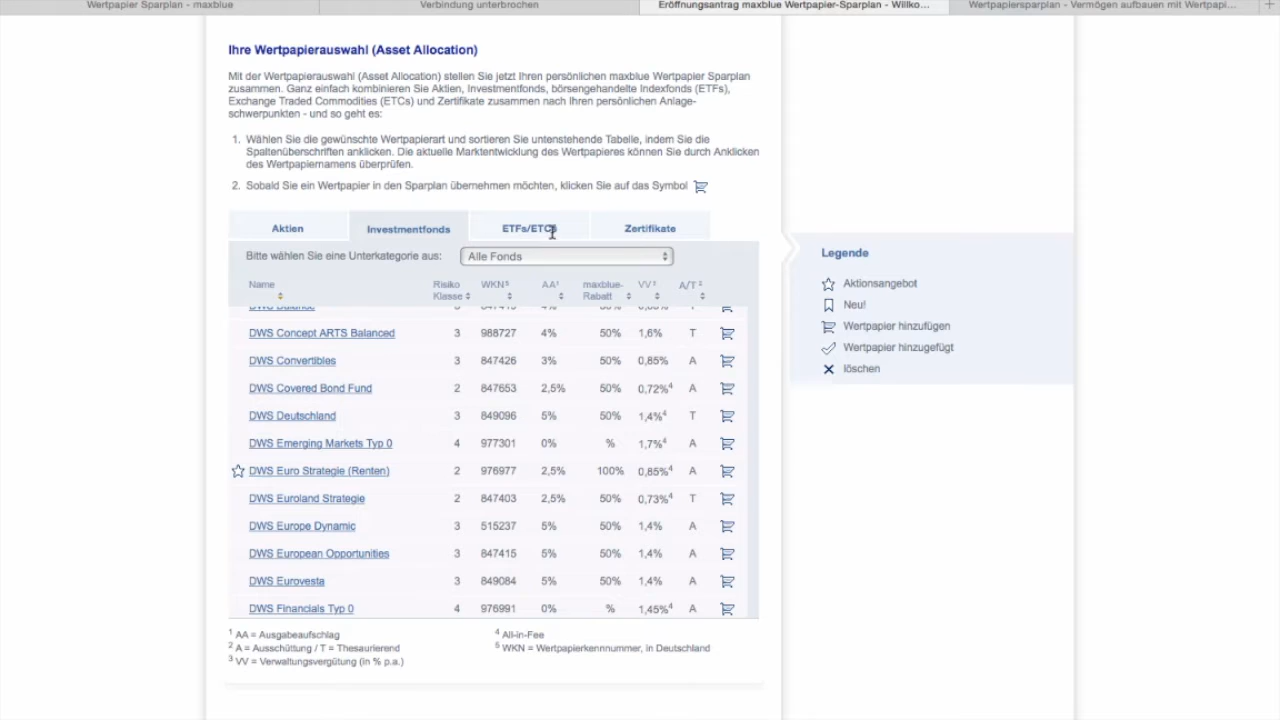 Wertpapier Sparplan - maxblue
Verbindung unterbrochen
Eröffnungsantrag maxblue Wertpapier-Sparplan - Willko...
Wertpapiersparplan - Vermögen aufbauen mit Wertpapi...
Ihre Wertpapierauswahl (Asset Allocation)
Mit der Wertpapierauswahl (Asset Allocation) stellen Sie jetzt Ihren persönlichen maxblue Wertpapier Sparplan
zusammen. Ganz einfach kombinieren Sie Aktien, Investmentfonds, börsengehandelte Indexfonds (ETFs),
Exchange Traded Commodities (ETCs) und Zertifikate zusammen nach Ihren persönlichen Anlage-
schwerpunkten - und so geht es:
1. Wählen Sie die gewünschte Wertpapierart und sortieren Sie untenstehende Tabelle, indem Sie die
Spaltenüberschriften anklicken. Die aktuelle Marktentwicklung des Wertpapieres können Sie durch Anklicken
des Wertpapiernamens überprüfen.
2. Sobald Sie ein Wertpapier in den Sparplan übernehmen möchten, klicken Sie auf das Symbol
Aktien Investmentfonds ETFs/ETCs Zertifikate
Bitte wählen Sie eine Unterkategorie aus: Alle Fonds
Name Risiko Klasse WKN⁵ AA¹ maxblue-Rabatt VV³ A/T²
DWS Balance
DWS Concept ARTS Balanced 3 988727 4% 50% 1,6% T
DWS Convertibles 3 847426 3% 50% 0,85% A
DWS Covered Bond Fund 2 847653 2,5% 50% 0,72%⁴ A
DWS Deutschland 3 849096 5% 50% 1,4%⁴ T
DWS Emerging Markets Typ 0 4 977301 0% % 1,7%⁴ A
DWS Euro Strategie (Renten) 2 976977 2,5% 100% 0,85%⁴ A
DWS Euroland Strategie 2 847403 2,5% 50% 0,73%⁴ T
DWS Europe Dynamic 3 515237 5% 50% 1,4% A
DWS European Opportunities 3 847415 5% 50% 1,4% A
DWS Eurovesta 3 849084 5% 50% 1,4% A
DWS Financials Typ 0 4 976991 0% % 1,45%⁴ A
¹ AA = Ausgabeaufschlag
² A = Ausschüttung / T = Thesaurierend
³ VV = Verwaltungsvergütung (in % p.a.)
⁴ All-in-Fee
⁵ WKN = Wertpapierkennnummer, in Deutschland
Legende
Aktionsangebot
Neu!
Wertpapier hinzufügen
Wertpapier hinzugefügt
löschen